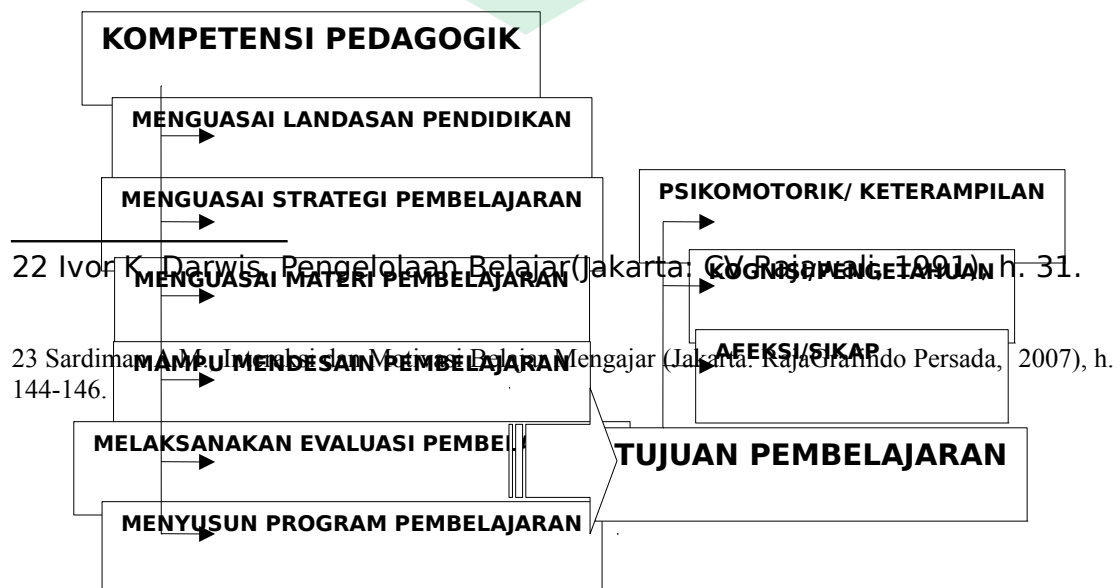 KOMPETENSI PEDAGOGIK
MENGUASAI LANDASAN PENDIDIKAN
MENGUASAI STRATEGI PEMBELAJARAN
MENGUASAI MATERI PEMBELAJARAN
MAMPU MENDESAIN PEMBELAJARAN
MELAKSANAKAN EVALUASI
MENYUSUN PROGRAM PEMBELAJARAN
PSIKOMOTORIK/ KETERAMPILAN
KOGNISI/PENGETAHUAN
AFEEKSI/SIKAP
TUJUAN PEMBELAJARAN
22 Ivor K. Darwis, Pengelolaan Belajar(Jakarta: CV Rajawali, 1991), h. 31.
23 Sardiman A.M., Interaksi dan Motivasi Belajar Mengajar (Jakarta: RajaGrafindo Persada, 2007), h.
144-146.